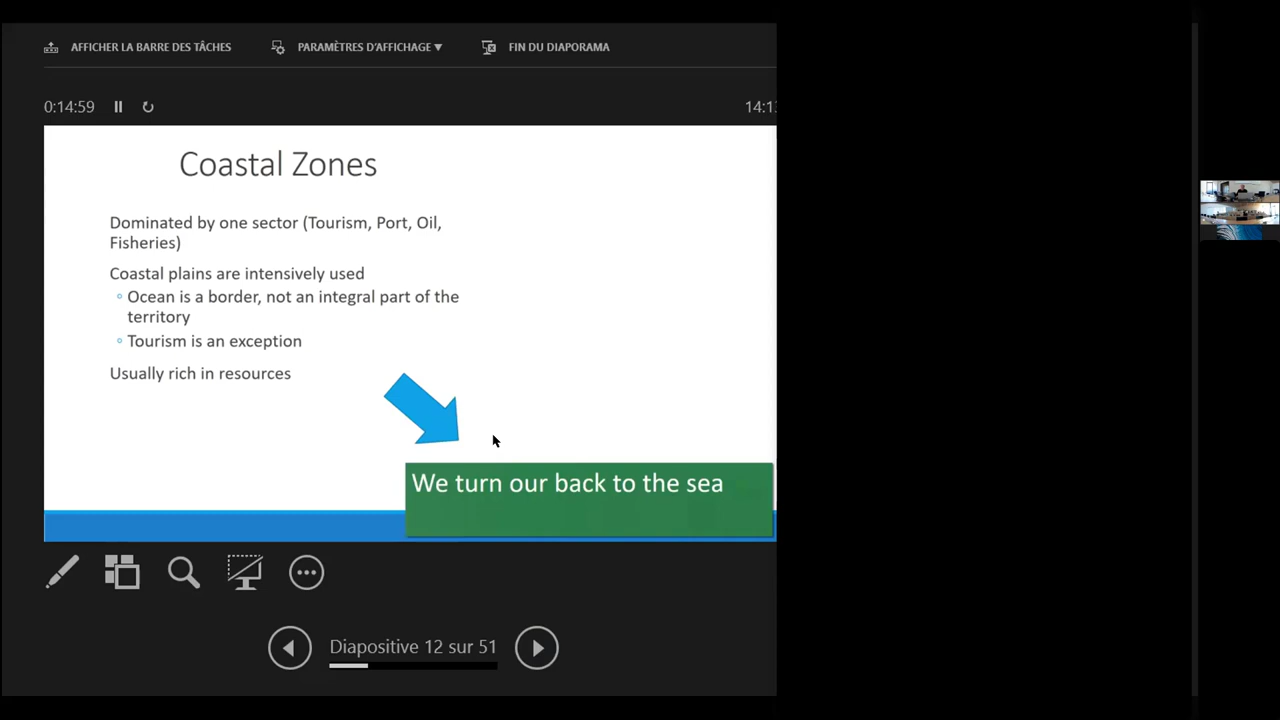 AFFICHER LA BARRE DES TÂCHES PARAMÈTRES D'AFFICHAGE ▼ FIN DU DIAPORAMA
0:14:59
Coastal Zones
Dominated by one sector (Tourism, Port, Oil,
Fisheries)
Coastal plains are intensively used
Ocean is a border, not an integral part of the
territory
Tourism is an exception
Usually rich in resources
We turn our back to the sea
Diapositive 12 sur 51